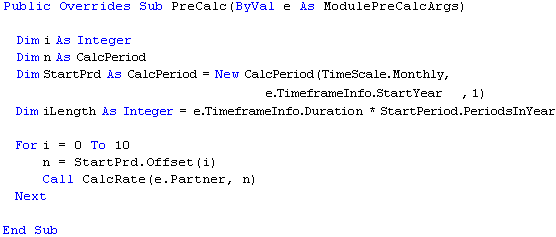 Public Overrides Sub PreCalc(ByVal e As ModulePreCalcArgs)
Dim i As Integer
Dim n As CalcPeriod
Dim StartPrd As CalcPeriod = New CalcPeriod(TimeScale.Monthly,
e.TimeframeInfo.StartYear , 1)
Dim iLength As Integer = e.TimeframeInfo.Duration * StartPeriod.PeriodsInYear
For i = 0 To 10
n = StartPrd.Offset(i)
Call CalcRate(e.Partner, n)
Next
End Sub